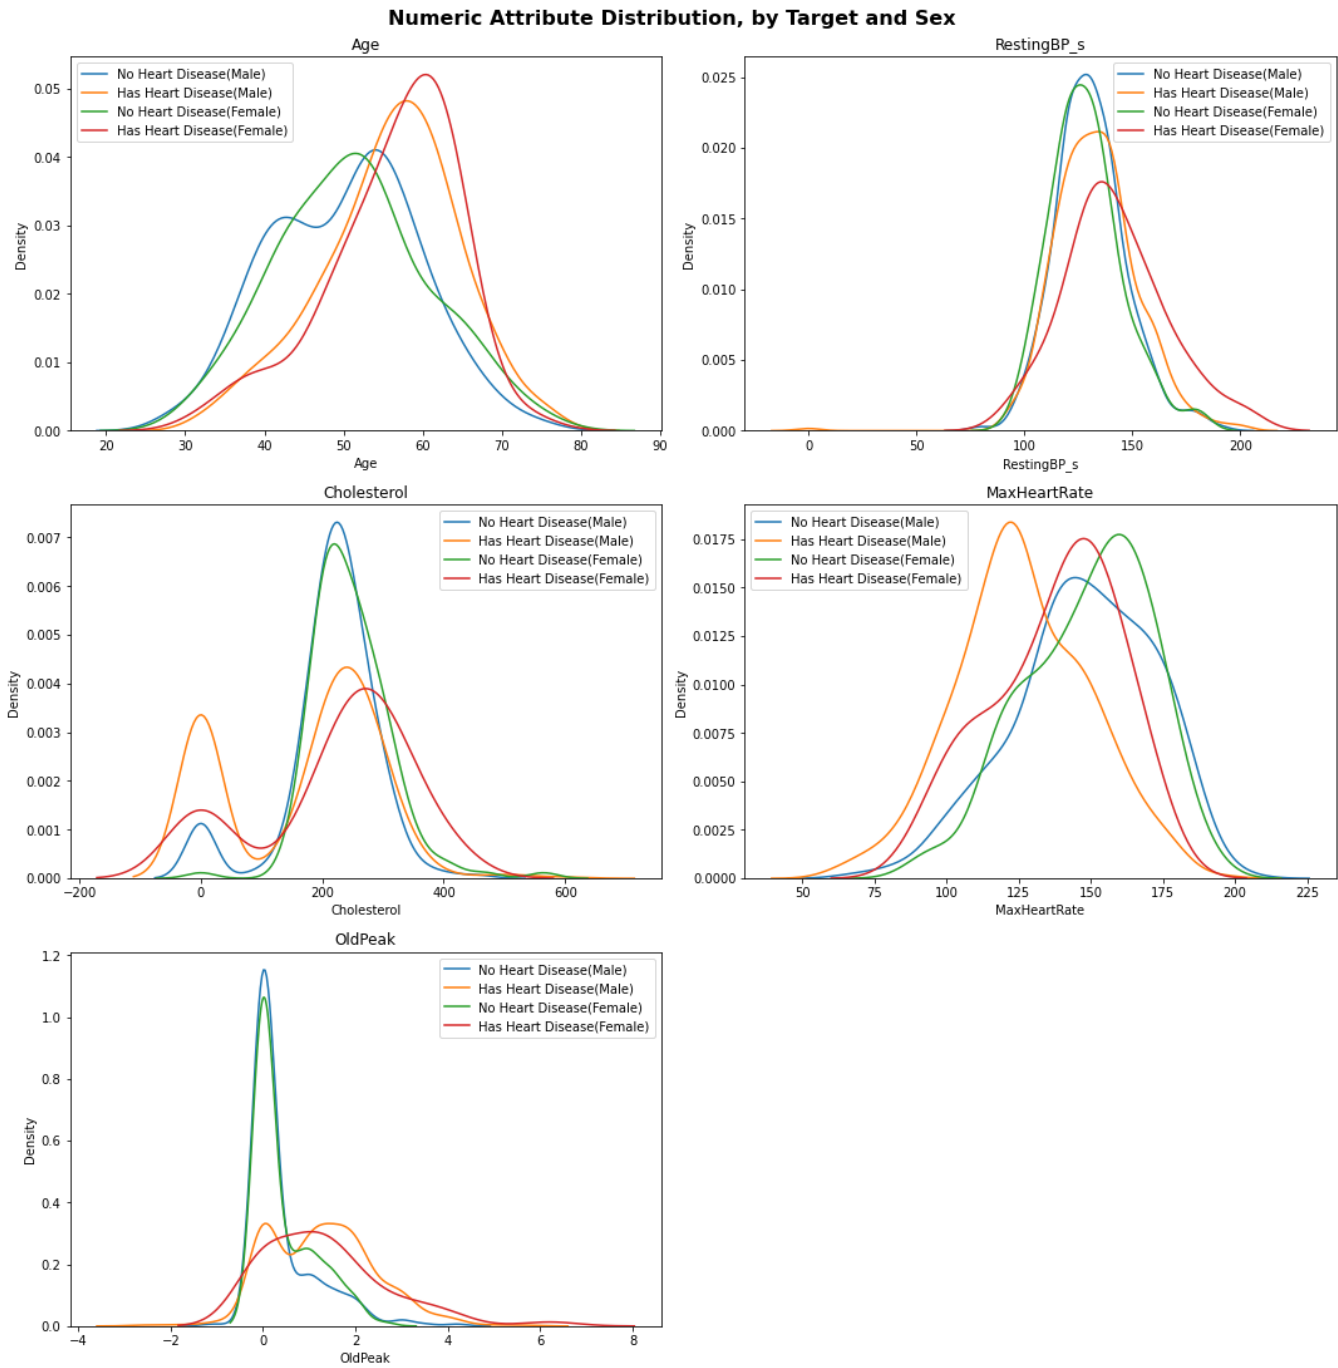 Numeric Attribute Distribution, by Target and Sex
Age
No Heart Disease(Male)
Has Heart Disease(Male)
No Heart Disease(Female)
Has Heart Disease(Female)
Density
0.05
0.04
0.03
0.02
0.01
0.00
20 30 40 50 60 70 80 90
Age
RestingBP_s
No Heart Disease(Male)
Has Heart Disease(Male)
No Heart Disease(Female)
Has Heart Disease(Female)
Density
0.025
0.020
0.015
0.010
0.005
0.000
0 50 100 150 200
RestingBP_s
Cholesterol
No Heart Disease(Male)
Has Heart Disease(Male)
No Heart Disease(Female)
Has Heart Disease(Female)
Density
0.007
0.006
0.005
0.004
0.003
0.002
0.001
0.000
−200 0 200 400 600
Cholesterol
MaxHeartRate
No Heart Disease(Male)
Has Heart Disease(Male)
No Heart Disease(Female)
Has Heart Disease(Female)
Density
0.0175
0.0150
0.0125
0.0100
0.0075
0.0050
0.0025
0.0000
50 75 100 125 150 175 200 225
MaxHeartRate
OldPeak
No Heart Disease(Male)
Has Heart Disease(Male)
No Heart Disease(Female)
Has Heart Disease(Female)
Density
1.2
1.0
0.8
0.6
0.4
0.2
0.0
−4 −2 0 2 4 6 8
OldPeak